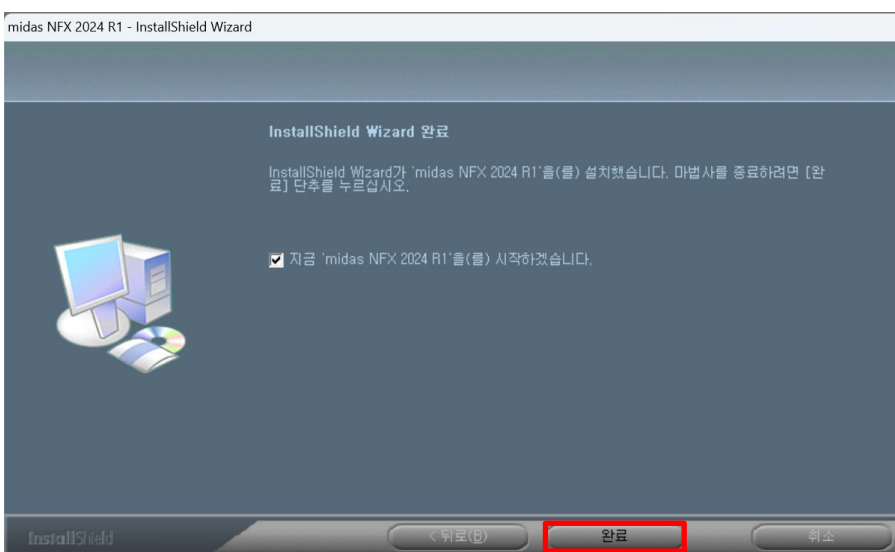 midas NFX 2024 R1 - InstallShield Wizard
InstallShield Wizard 완료
InstallShield Wizard가 'midas NFX 2024 R1'을(를) 설치했습니다. 마법사를 종료하려면 [완
료] 단추를 누르십시오.
지금 'midas NFX 2024 R1'을(를) 시작하겠습니다.
InstallShield
< 뒤로(B)
완료
취소